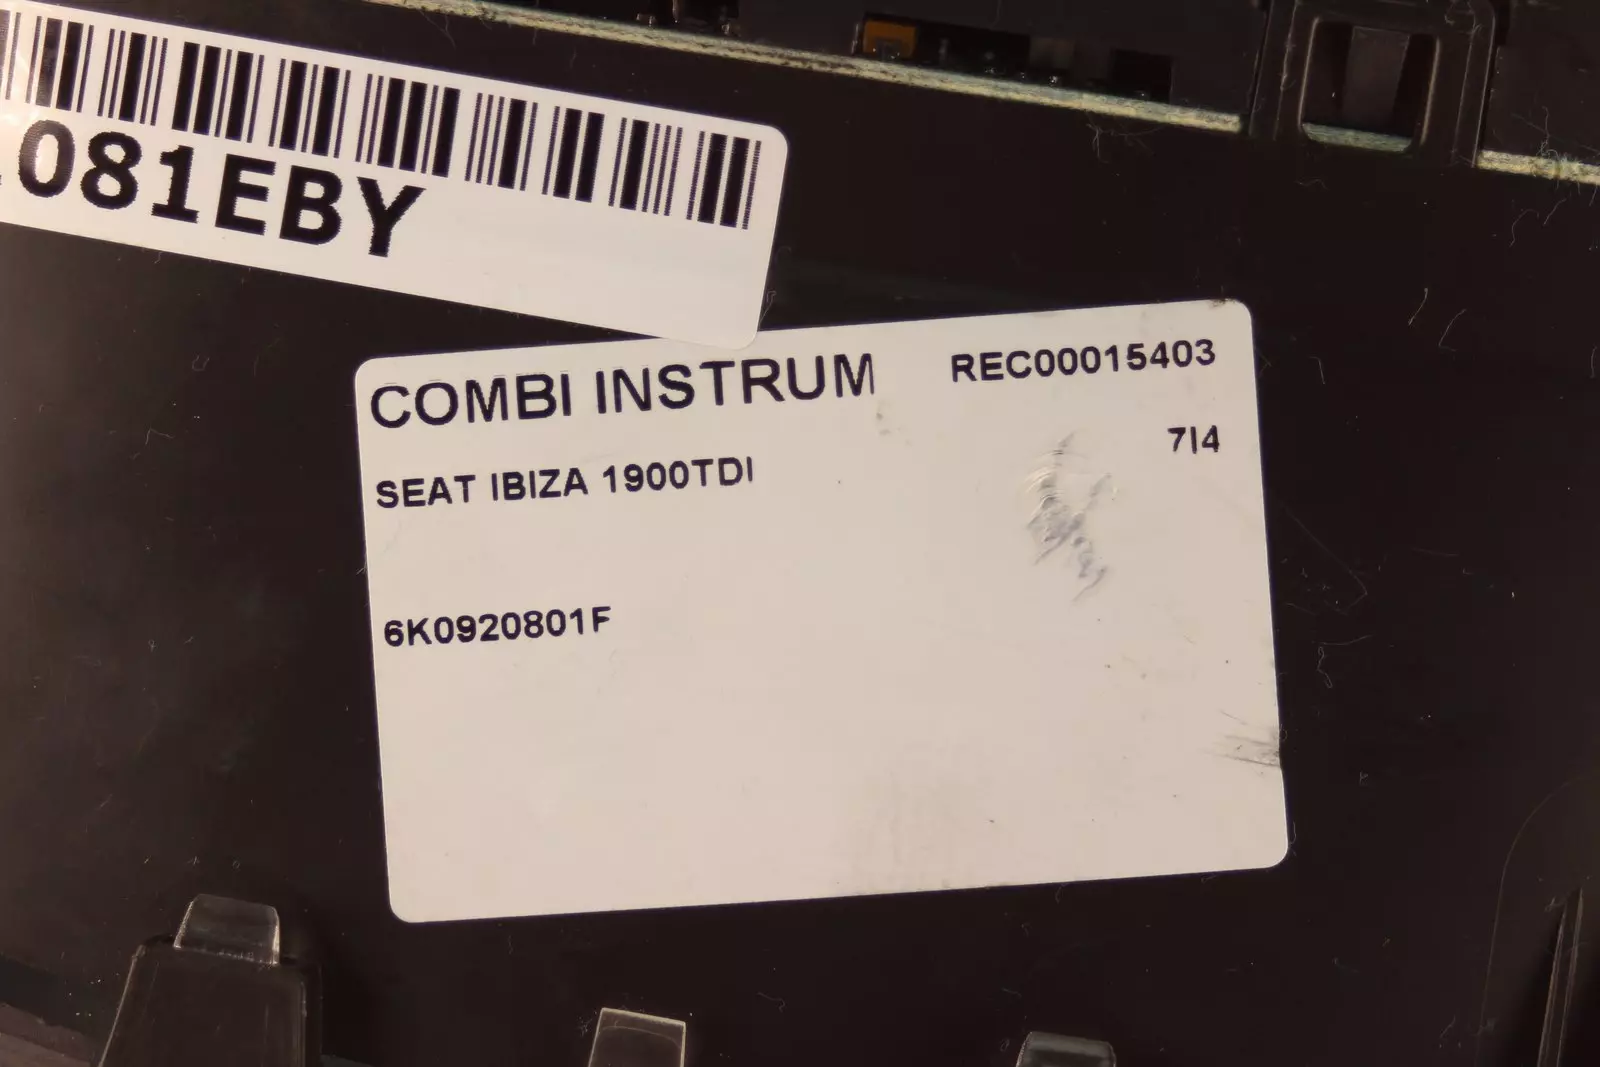 081EBY
COMBI INSTRUM REC00015403
7I4
SEAT IBIZA 1900TDI
6K0920801F